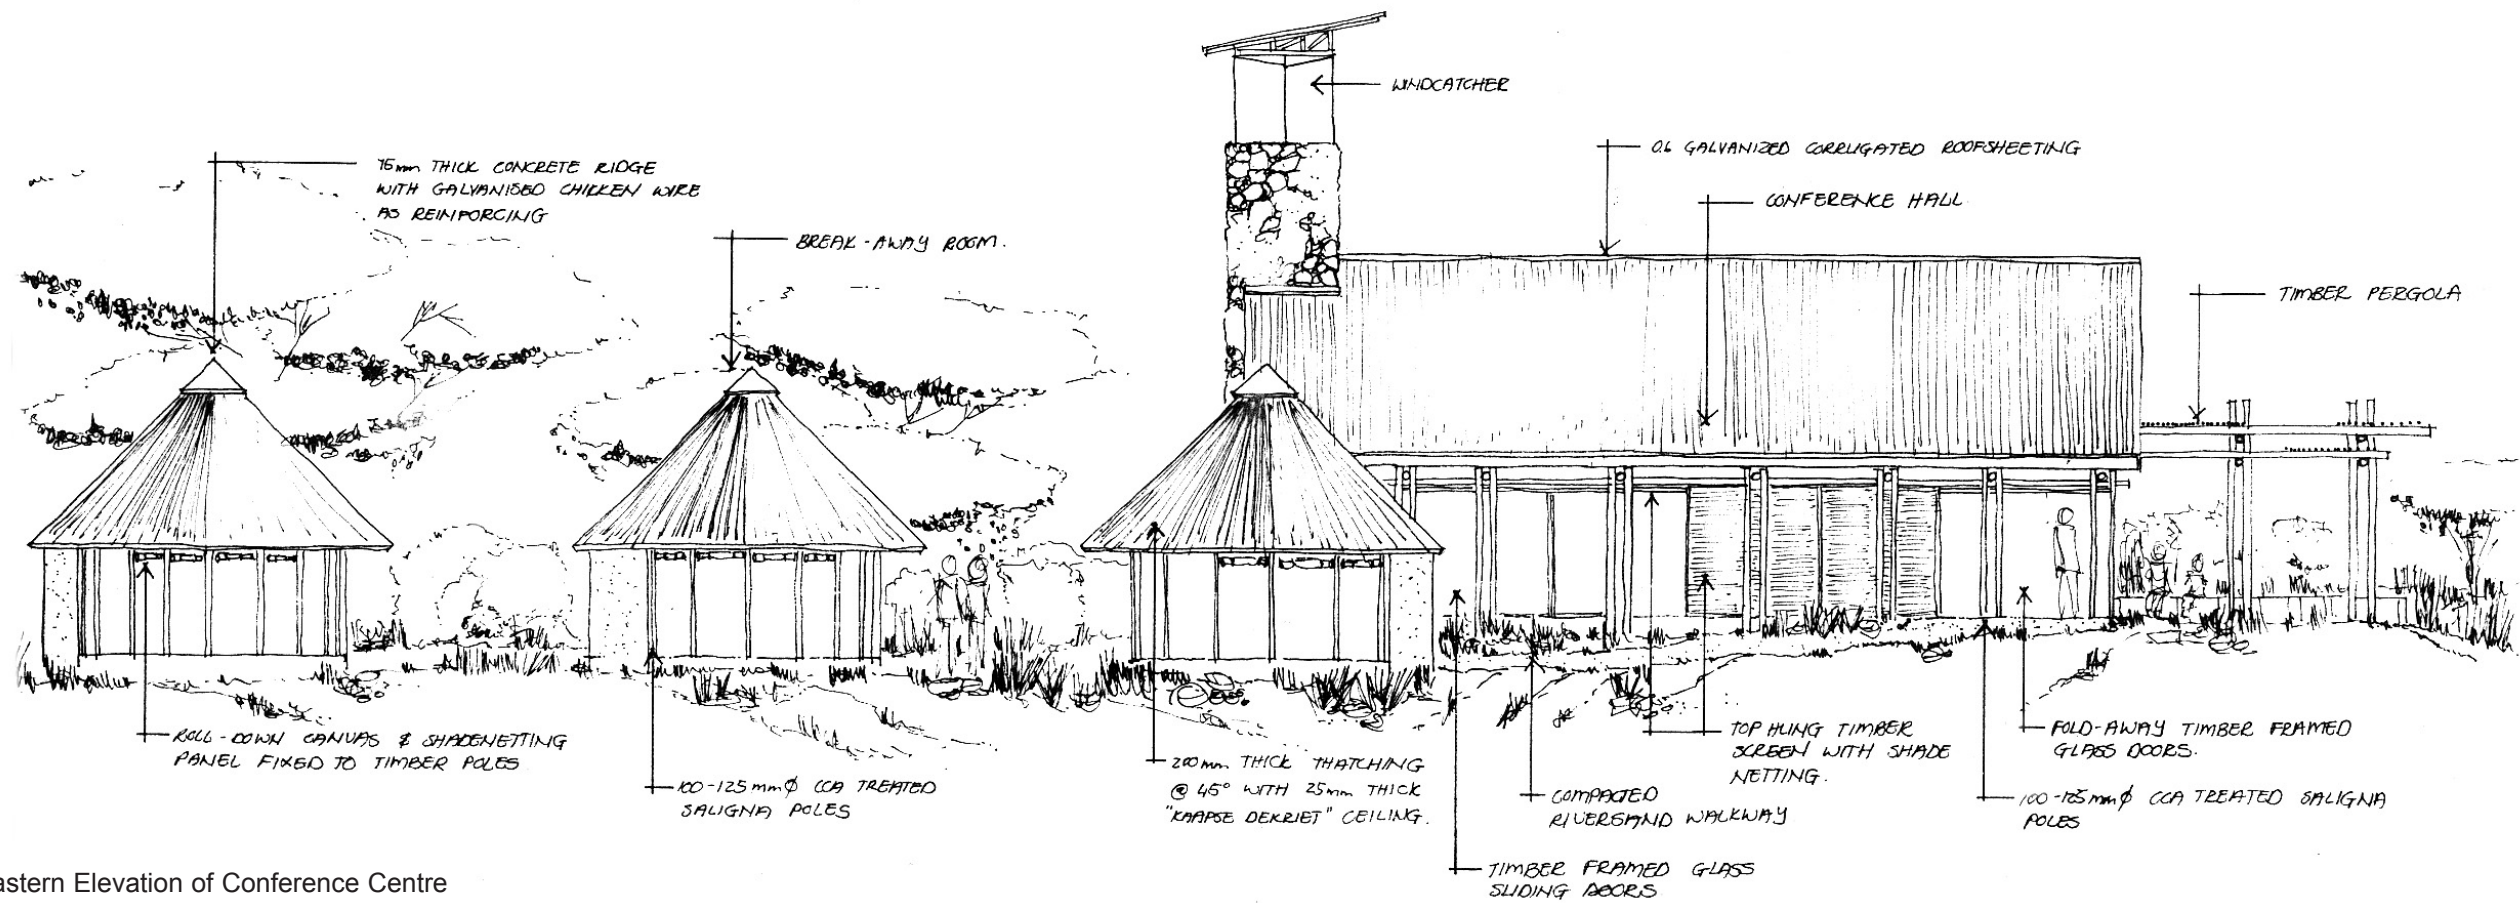 WINDCATCHER
0.6 GALVANIZED CORRUGATED ROOFSHEETING
75mm THICK CONCRETE RIDGE
WITH GALVANISED CHICKEN WIRE
AS REINFORCING
CONFERENCE HALL
BREAK-AWAY ROOM.
TIMBER PERGOLA
ROLL-DOWN CANVAS & SHADENETTING
PANEL FIXED TO TIMBER POLES
100-125mm Ø CCA TREATED
SALIGNA POLES
200mm THICK THATCHING
@ 45° WITH 25mm THICK
"KAAPSE DEKRIET" CEILING.
COMPACTED
RIVERSAND WALKWAY
TOP HUNG TIMBER
SCREEN WITH SHADE
NETTING.
FOLD-AWAY TIMBER FRAMED
GLASS DOORS.
100-125mm Ø CCA TREATED SALIGNA
POLES
TIMBER FRAMED GLASS
SLIDING DOORS
astern Elevation of Conference Centre